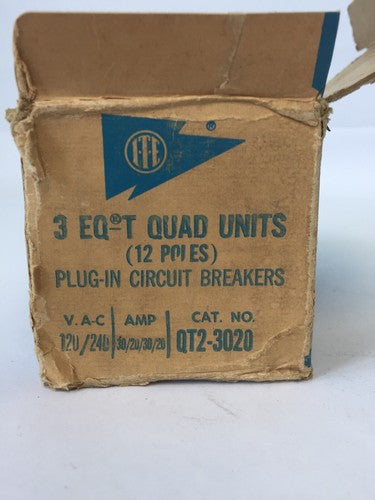 I-T-E ®
3 EQ®-T QUAD UNITS
(12 POLES)
PLUG-IN CIRCUIT BREAKERS
V. A-C AMP CAT. NO.
120/240 30/20/30/20 QT2-3020